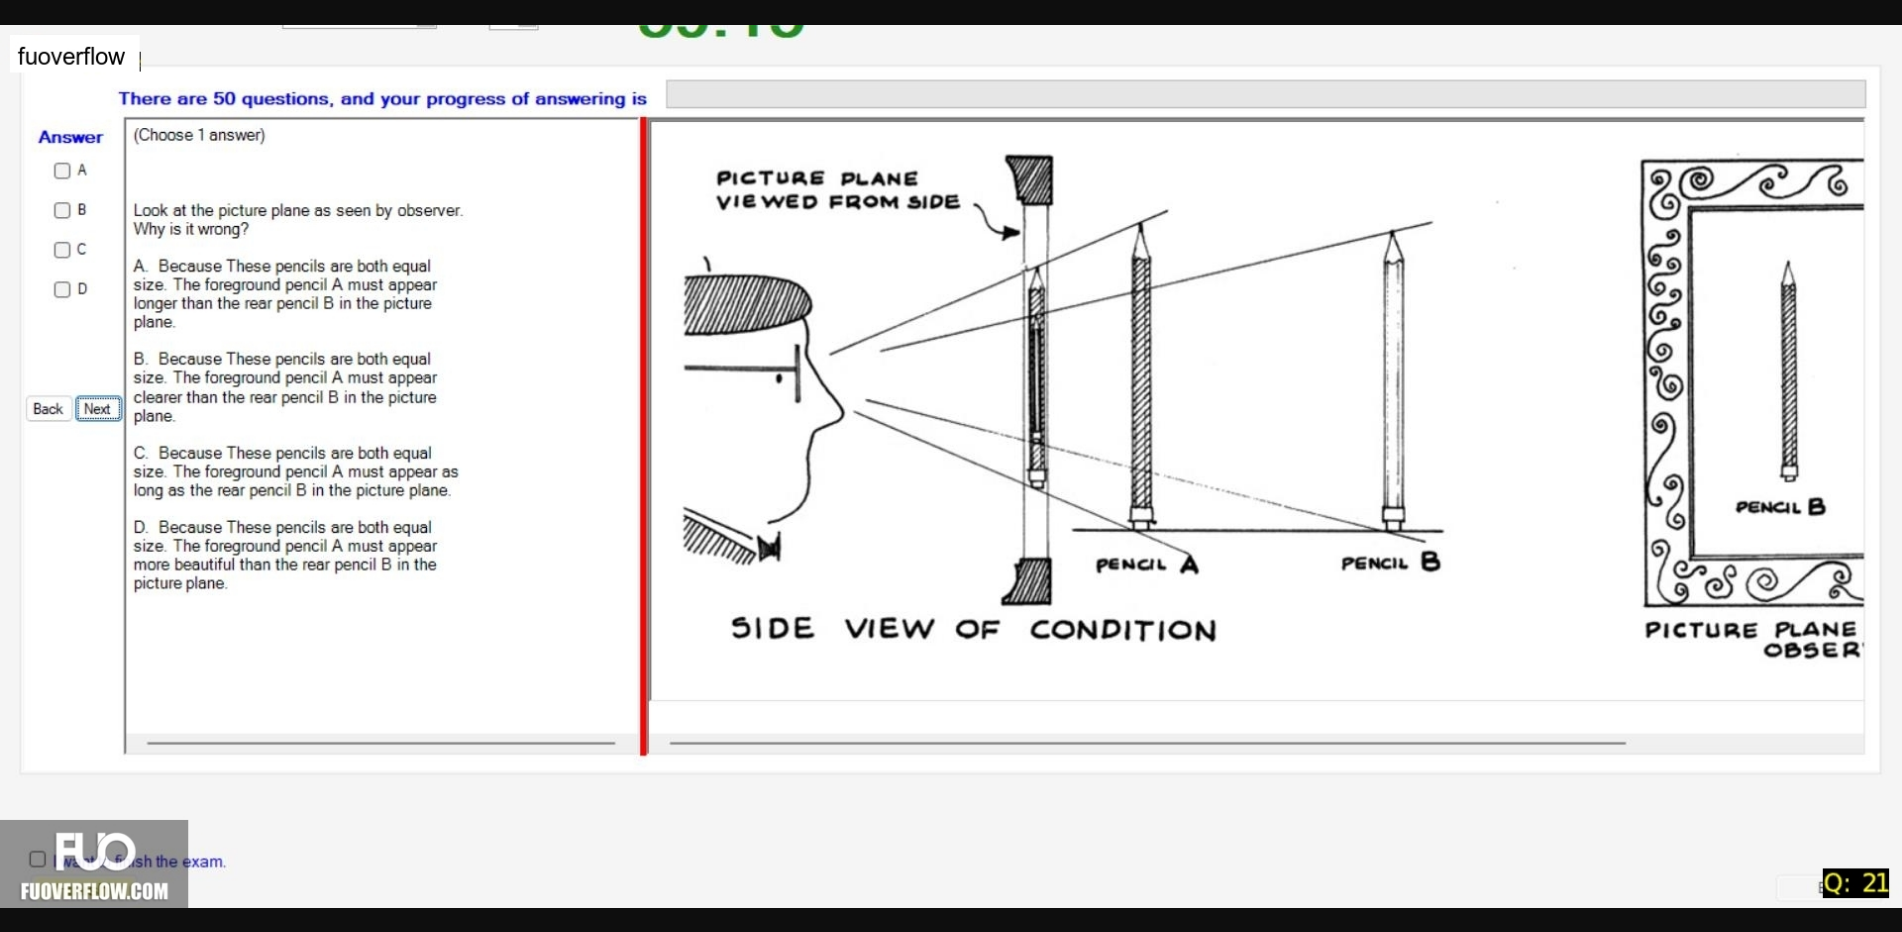 fuoverflow
There are 50 questions, and your progress of answering is
Answer
A
B
C
D
Back
Next
(Choose 1 answer)
Look at the picture plane as seen by observer.
Why is it wrong?
A. Because These pencils are both equal
size. The foreground pencil A must appear
longer than the rear pencil B in the picture
plane.
B. Because These pencils are both equal
size. The foreground pencil A must appear
clearer than the rear pencil B in the picture
plane.
C. Because These pencils are both equal
size. The foreground pencil A must appear as
long as the rear pencil B in the picture plane.
D. Because These pencils are both equal
size. The foreground pencil A must appear
more beautiful than the rear pencil B in the
picture plane.
PICTURE PLANE
VIEWED FROM SIDE
PENCIL A
PENCIL B
SIDE VIEW OF CONDITION
PENCIL B
PICTURE PLANE
OBSER
the exam.
FUO
FUOVERFLOW.COM
Q: 21